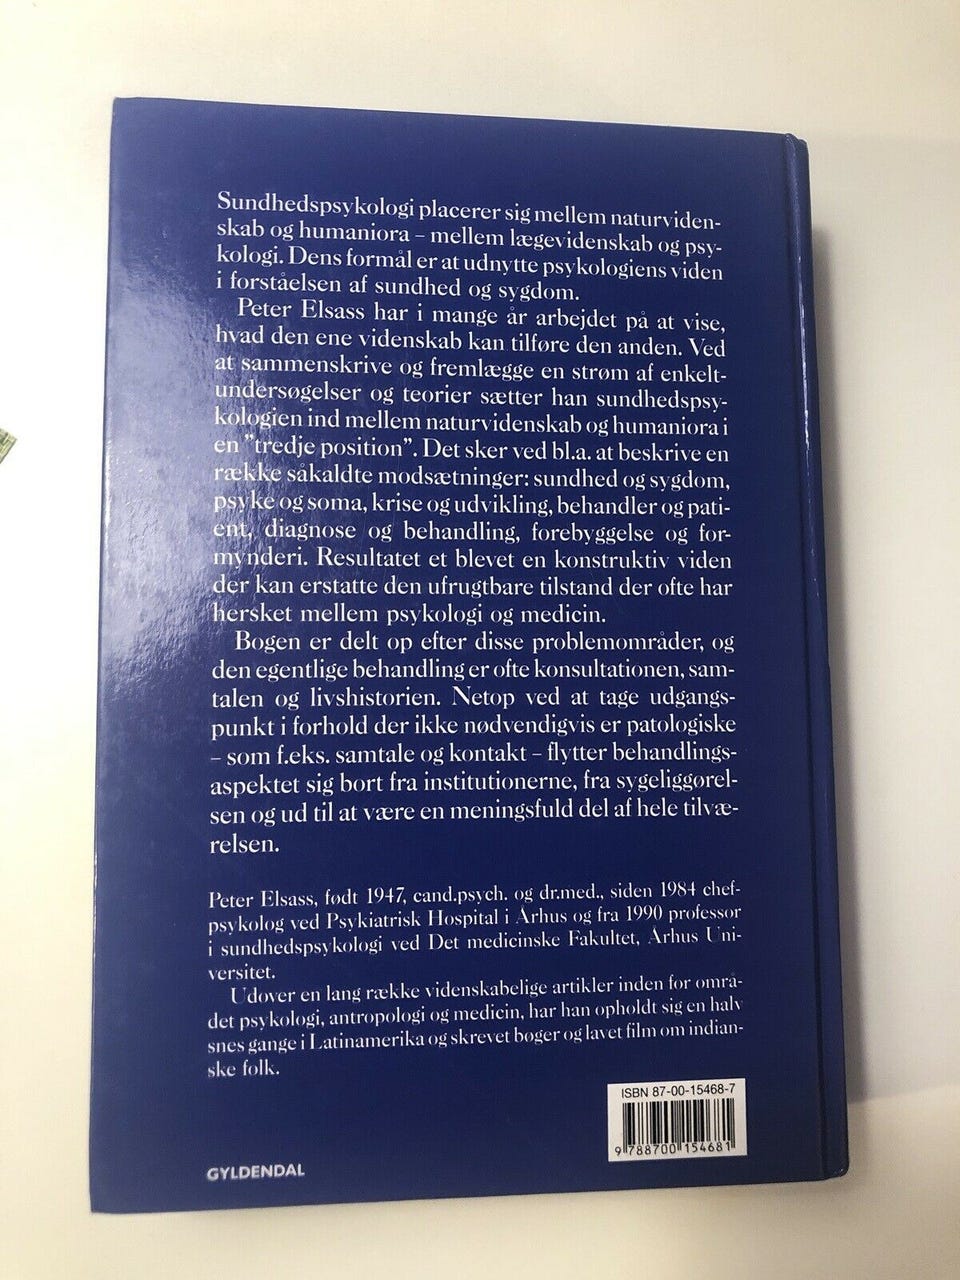 Sundhedspsykologi placerer sig mellem naturviden-
skab og humaniora – mellem lægevidenskab og psy-
kologi. Dens formål er at udnytte psykologiens viden
i forståelsen af sundhed og sygdom.
Peter Elsass har i mange år arbejdet på at vise,
hvad den ene videnskab kan tilføre den anden. Ved
at sammenskrive og fremlægge en strøm af enkelt-
undersøgelser og teorier sætter han sundhedspsy-
kologien ind mellem naturvidenskab og humaniora i
en "tredje position". Det sker ved bl.a. at beskrive en
række såkaldte modsætninger: sundhed og sygdom,
psyke og soma, krise og udvikling, behandler og pati-
ent, diagnose og behandling, forebyggelse og for-
mynderi. Resultatet et blevet en konstruktiv viden
der kan erstatte den ufrugtbare tilstand der ofte har
hersket mellem psykologi og medicin.
Bogen er delt op efter disse problemområder, og
den egentlige behandling er ofte konsultationen, sam-
talen og livshistorien. Netop ved at tage udgangs-
punkt i forhold der ikke nødvendigvis er patologiske
– som f.eks. samtale og kontakt – flytter behandlings-
aspektet sig bort fra institutionerne, fra sygeliggørel-
sen og ud til at være en meningsfuld del af hele tilvæ-
relsen.
Peter Elsass, født 1947, cand.psych. og dr.med., siden 1984 chef-
psykolog ved Psykiatrisk Hospital i Århus og fra 1990 professor
i sundhedspsykologi ved Det medicinske Fakultet, Århus Uni-
versitet.
Udover en lang række videnskabelige artikler inden for områ-
det psykologi, antropologi og medicin, har han opholdt sig en halv
snes gange i Latinamerika og skrevet bøger og lavet film om indian-
ske folk.
ISBN 87-00-15468-7
9 788700 154681
GYLDENDAL